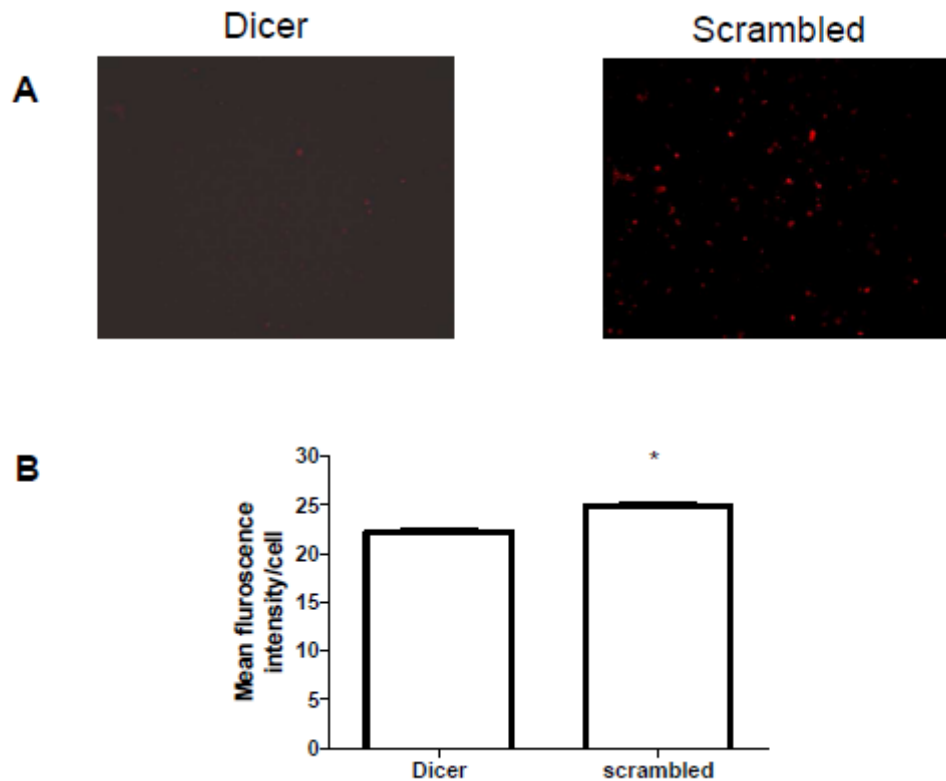 Dicer
Scrambled
A
B
30
*
25
20
15
10
5
0
Mean fluroscence
intensity/cell
Dicer
scrambled